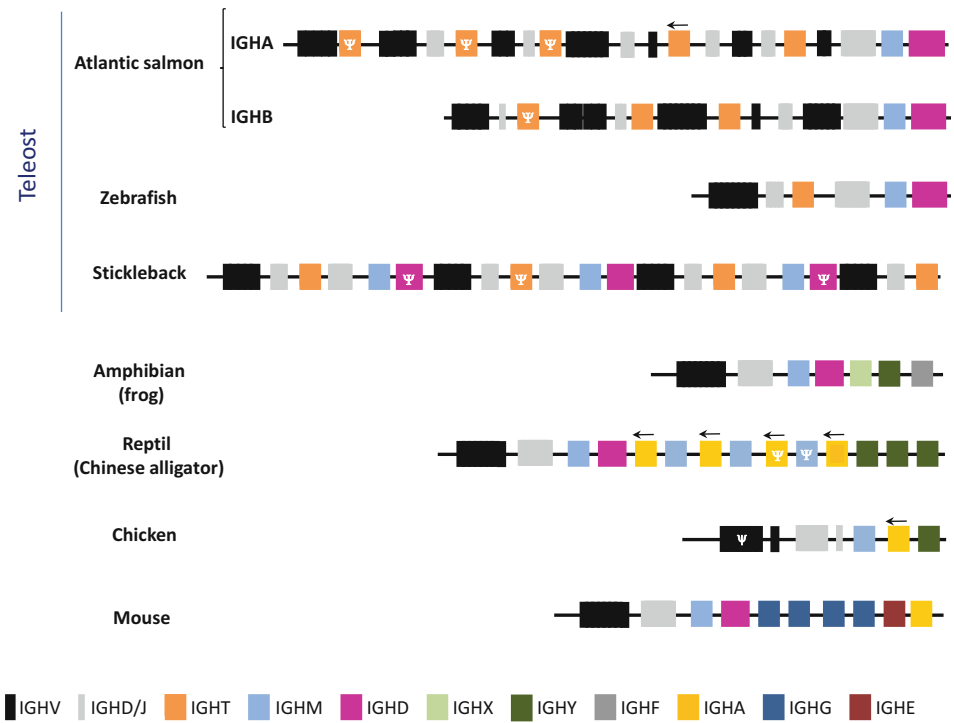 Teleost
Atlantic salmon
IGHA
Ψ Ψ Ψ
IGHB
Ψ
Zebrafish
Stickleback
Ψ Ψ Ψ
Amphibian
(frog)
Reptil
(Chinese alligator)
Ψ Ψ
Chicken
Ψ
Mouse
IGHV IGHD/J IGHT IGHM IGHD IGHX IGHY IGHF IGHA IGHG IGHE